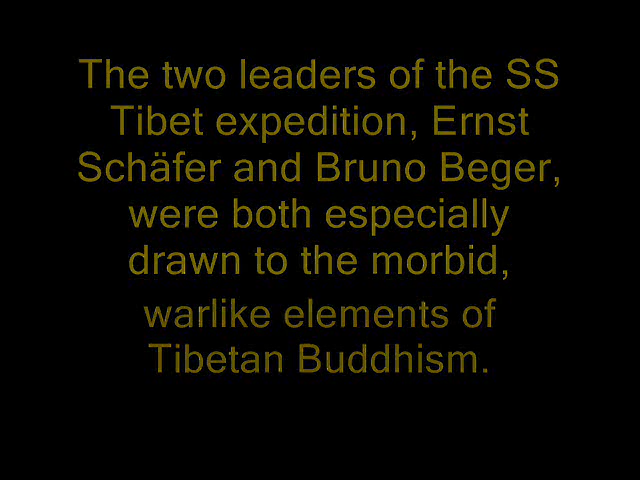 The two leaders of the SS
Tibet expedition, Ernst
Schäfer and Bruno Beger,
were both especially
drawn to the morbid,
warlike elements of
Tibetan Buddhism.